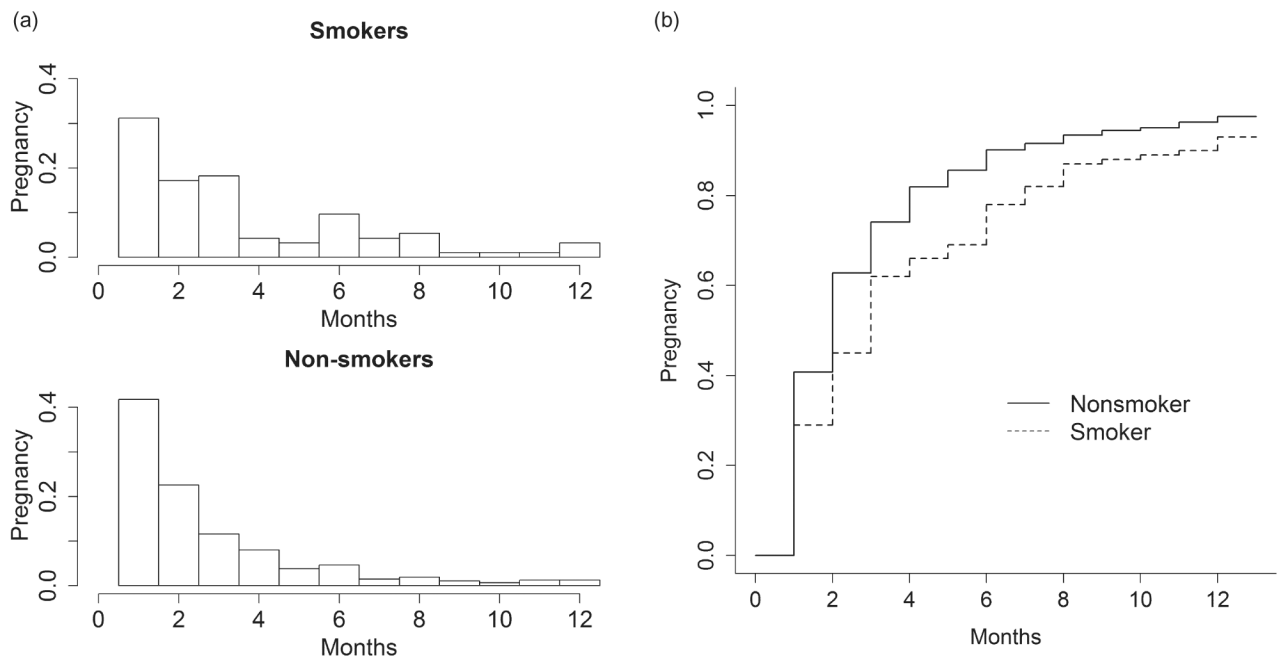 (a)
Smokers
Pregnancy
0.0 0.2 0.4
0 2 4 6 8 10 12
Months
Non-smokers
Pregnancy
0.0 0.2 0.4
0 2 4 6 8 10 12
Months
(b)
Pregnancy
0.0 0.2 0.4 0.6 0.8 1.0
Nonsmoker
Smoker
0 2 4 6 8 10 12
Months